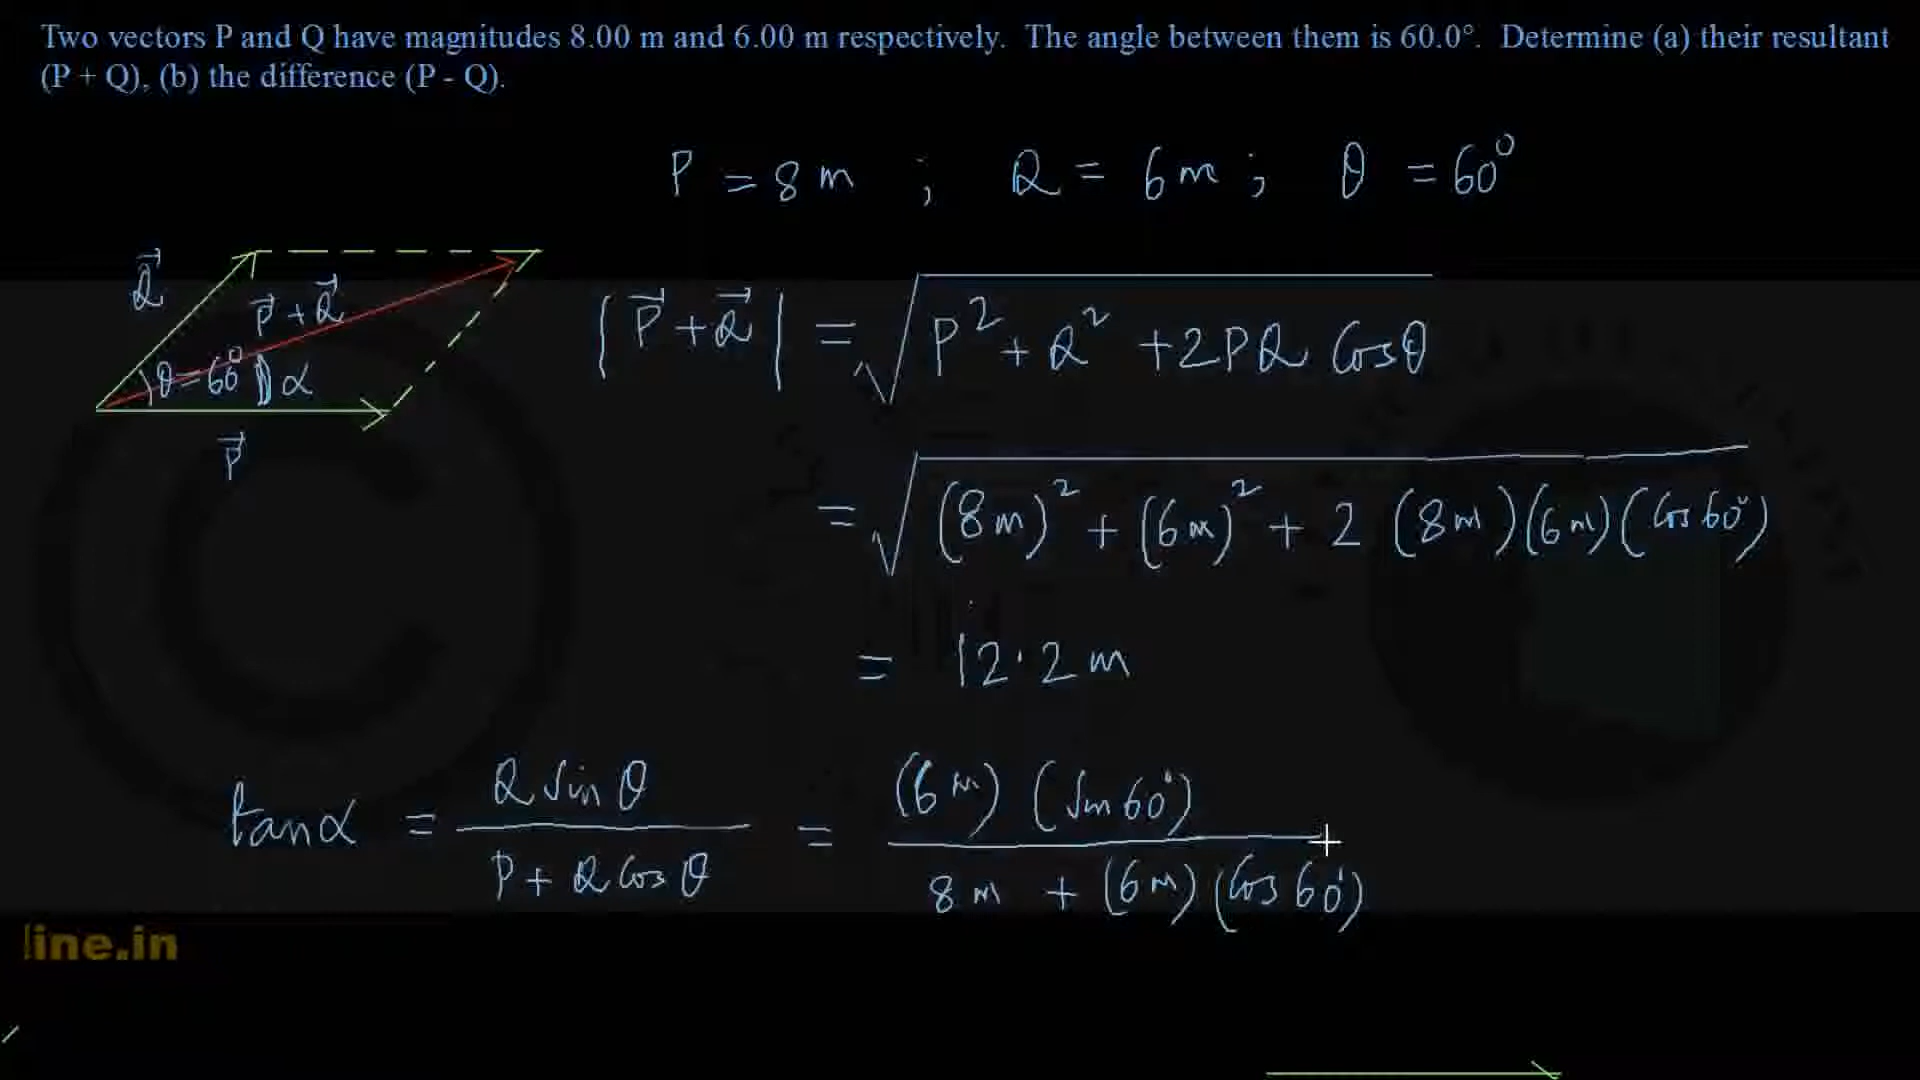 Two vectors P and Q have magnitudes 8.00 m and 6.00 m respectively. The angle between them is 60.0°. Determine (a) their resultant
(P + Q), (b) the difference (P - Q).
P = 8 m ; Q = 6 m ; θ = 60°
Q⃗
P⃗ + Q⃗
θ = 60° α
P⃗
|P⃗ + Q⃗| = √(P² + Q² + 2PQ Cosθ)
= √((8m)² + (6m)² + 2 (8m)(6m)(Cos 60°))
= 12.2 m
tanα = Q Sin θ / P + Q Cos θ = (6 m) (Sin 60°) / 8 m + (6 m) (Cos 60°)
line.in